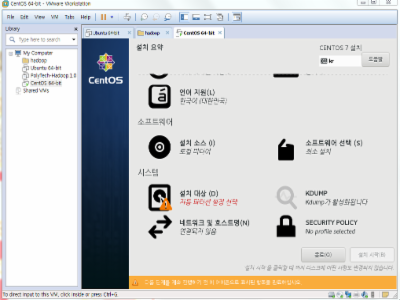 CentOS 64-bit - VMware Workstation
File Edit View VM Tabs Help
Library
Type here to search
My Computer
hadoop
Ubuntu 64-bit
PolyTech-Hadoop 1.0
CentOS 64-bit
Shared VMs
Ubuntu 64-bit
hadoop
CentOS 64-bit
CentOS
설치 요약
CENTOS 7 설치
kr
도움말
언어 지원(L)
한국어 (대한민국)
소프트웨어
설치 소스 (I)
로컬 미디어
소프트웨어 선택 (S)
최소 설치
시스템
설치 대상 (D)
자동 파티션 설정 선택
KDUMP
Kdump가 활성화됩니다
네트워크 및 호스트명(N)
연결되지 않음
SECURITY POLICY
No profile selected
종료(Q)
설치 시작(B)
To direct input to this VM, click inside or press Ctrl+G.